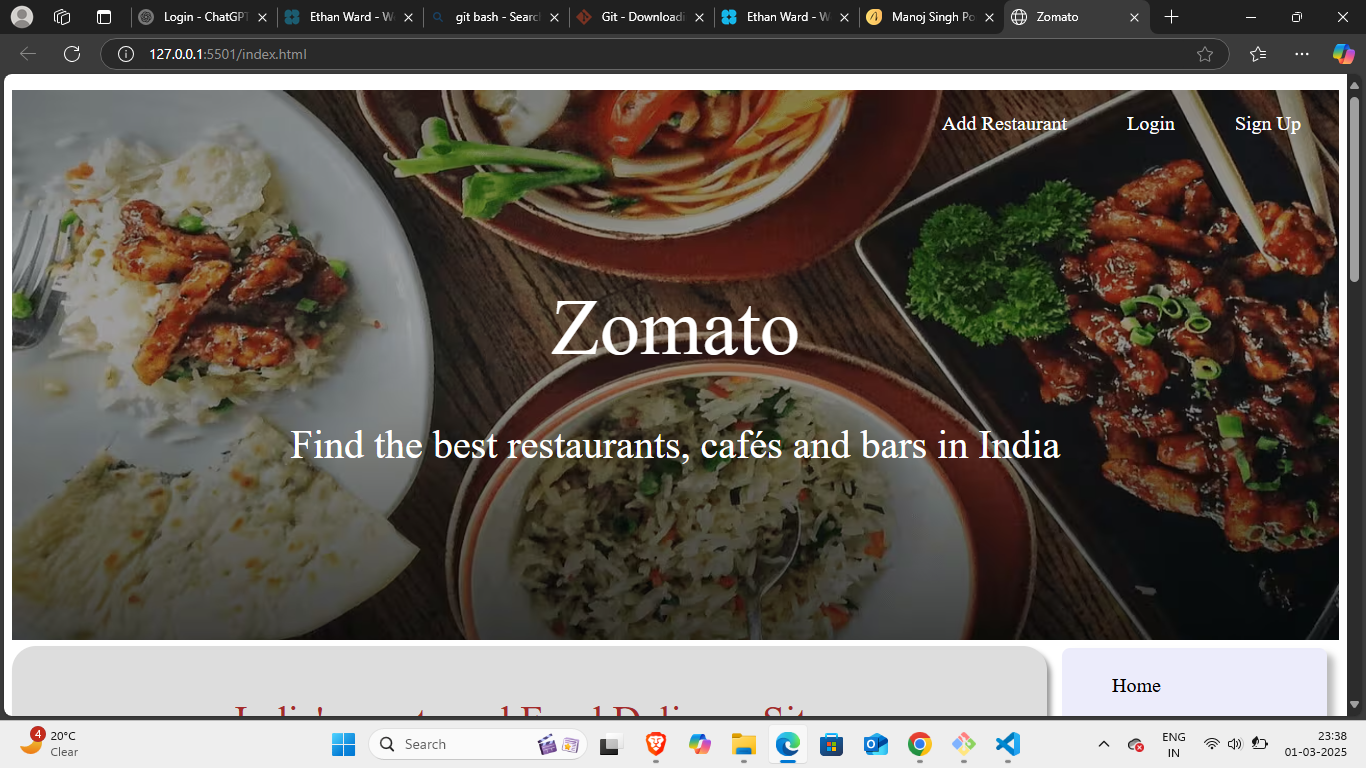 Login - ChatGPT
Ethan Ward - W
git bash - Search
Git - Downloadi
Ethan Ward - W
Manoj Singh Po
Zomato
127.0.0.1:5501/index.html
Add Restaurant
Login
Sign Up
Zomato
Find the best restaurants, cafés and bars in India
Home
4
20°C
Clear
Search
ENG
IN
23:38
01-03-2025